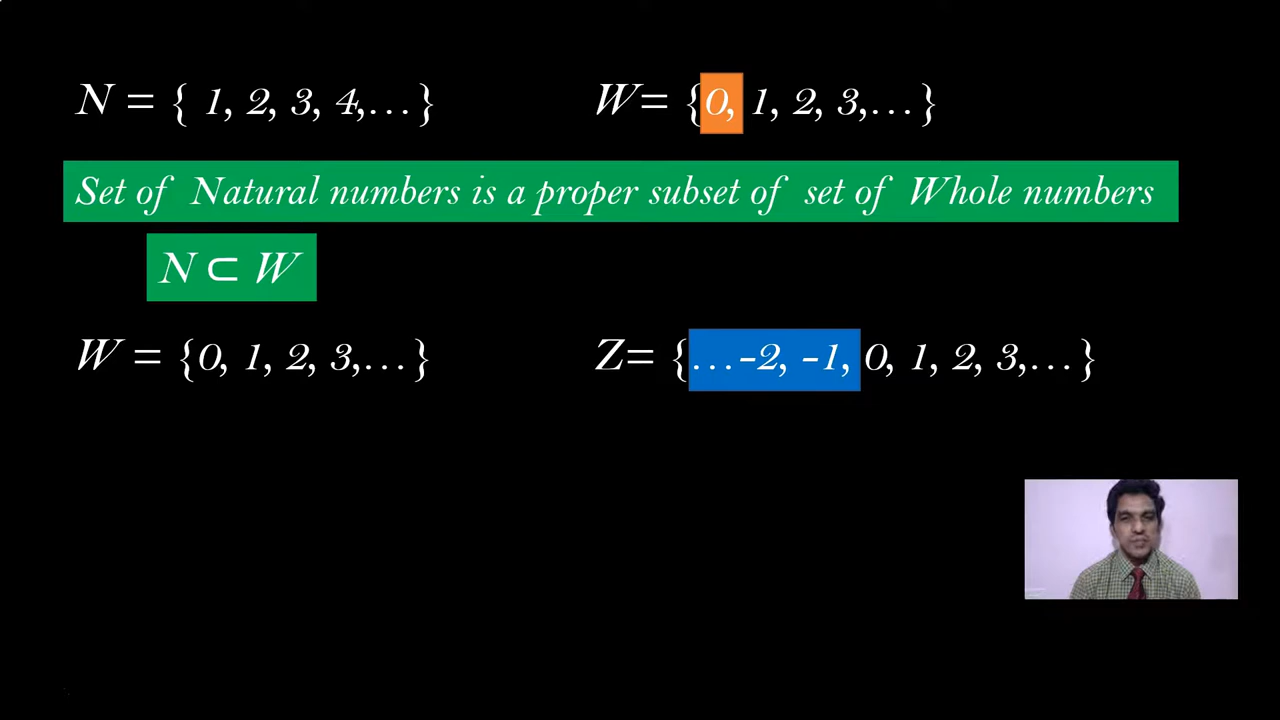 N = { 1, 2, 3, 4,...} W= {0, 1, 2, 3,...}
Set of Natural numbers is a proper subset of set of Whole numbers
N ⊂ W
W = {0, 1, 2, 3,...} Z= {...-2, -1, 0, 1, 2, 3,...}